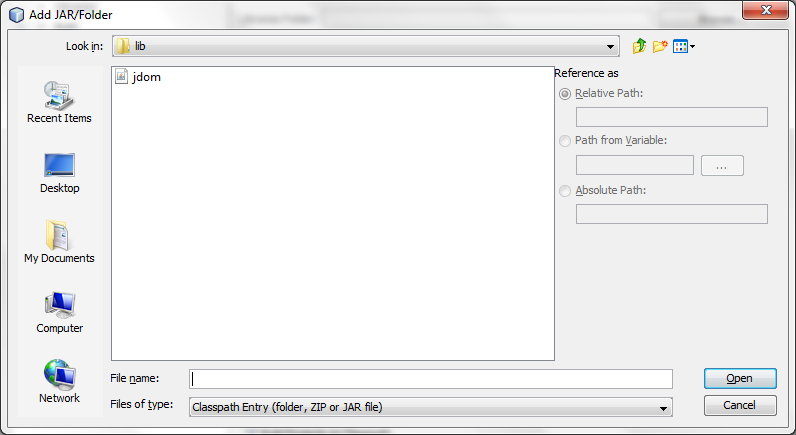 Add JAR/Folder
Look in: lib
jdom
Reference as
Relative Path:
Path from Variable:
...
Absolute Path:
Recent Items
Desktop
My Documents
Computer
Network
File name:
Open
Files of type: Classpath Entry (folder, ZIP or JAR file)
Cancel